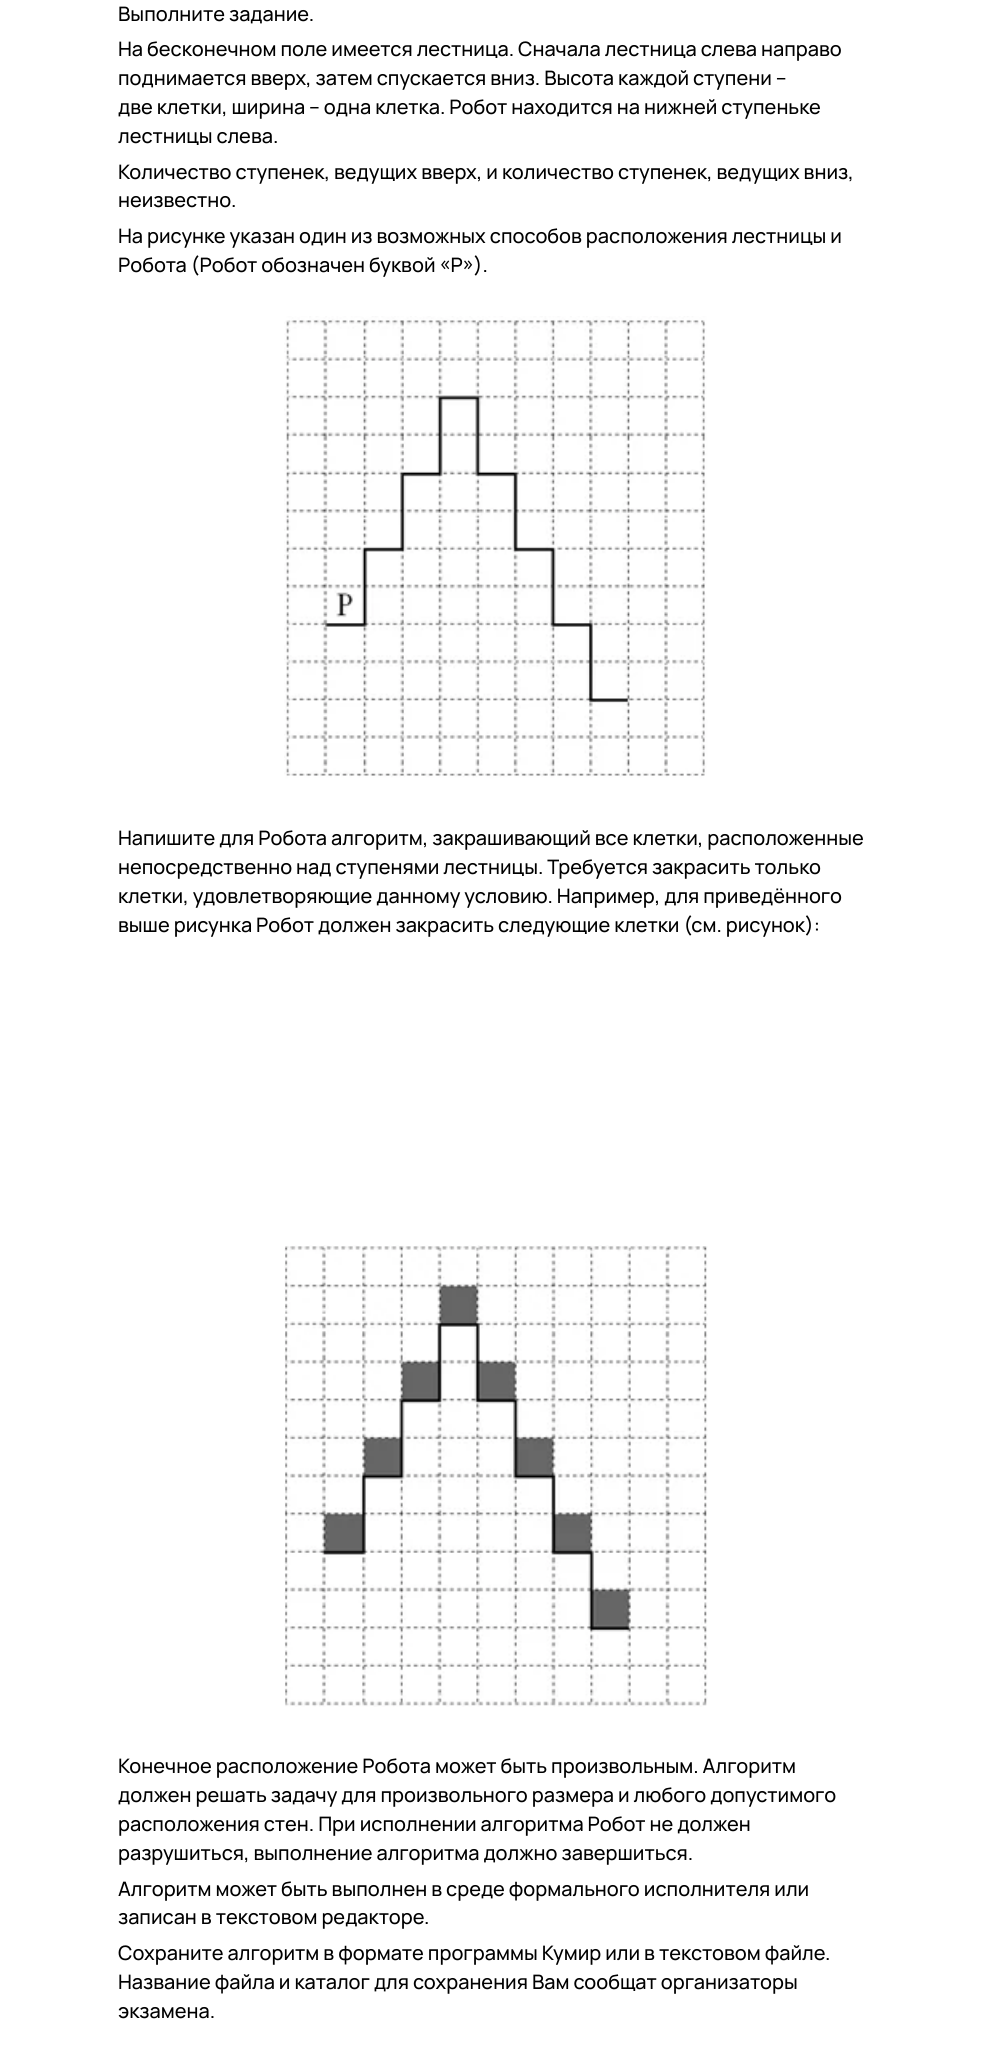 Выполните задание.
На бесконечном поле имеется лестница. Сначала лестница слева направо
поднимается вверх, затем спускается вниз. Высота каждой ступени –
две клетки, ширина – одна клетка. Робот находится на нижней ступеньке
лестницы слева.
Количество ступенек, ведущих вверх, и количество ступенек, ведущих вниз,
неизвестно.
На рисунке указан один из возможных способов расположения лестницы и
Робота (Робот обозначен буквой «Р»).
Р
Напишите для Робота алгоритм, закрашивающий все клетки, расположенные
непосредственно над ступенями лестницы. Требуется закрасить только
клетки, удовлетворяющие данному условию. Например, для приведённого
выше рисунка Робот должен закрасить следующие клетки (см. рисунок):
Конечное расположение Робота может быть произвольным. Алгоритм
должен решать задачу для произвольного размера и любого допустимого
расположения стен. При исполнении алгоритма Робот не должен
разрушиться, выполнение алгоритма должно завершиться.
Алгоритм может быть выполнен в среде формального исполнителя или
записан в текстовом редакторе.
Сохраните алгоритм в формате программы Кумир или в текстовом файле.
Название файла и каталог для сохранения Вам сообщат организаторы
экзамена.